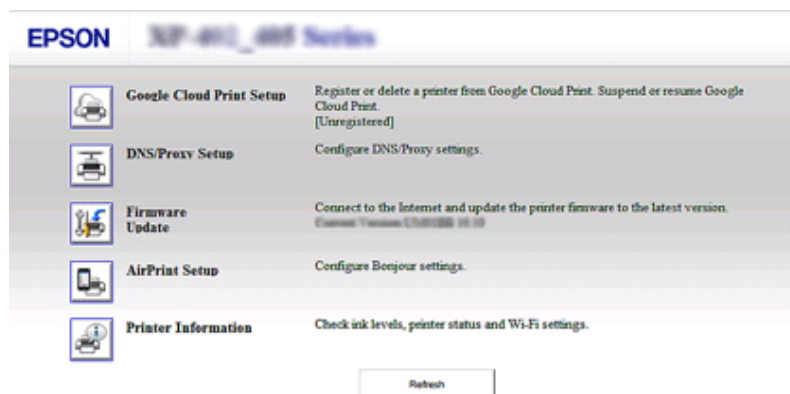 EPSON
Series
Google Cloud Print Setup
Register or delete a printer from Google Cloud Print. Suspend or resume Google
Cloud Print.
[Unregistered]
DNS/Proxy Setup
Configure DNS/Proxy settings.
Firmware
Update
Connect to the Internet and update the printer firmware to the latest version.
AirPrint Setup
Configure Bonjour settings.
Printer Information
Check ink levels, printer status and Wi-Fi settings.
Refresh